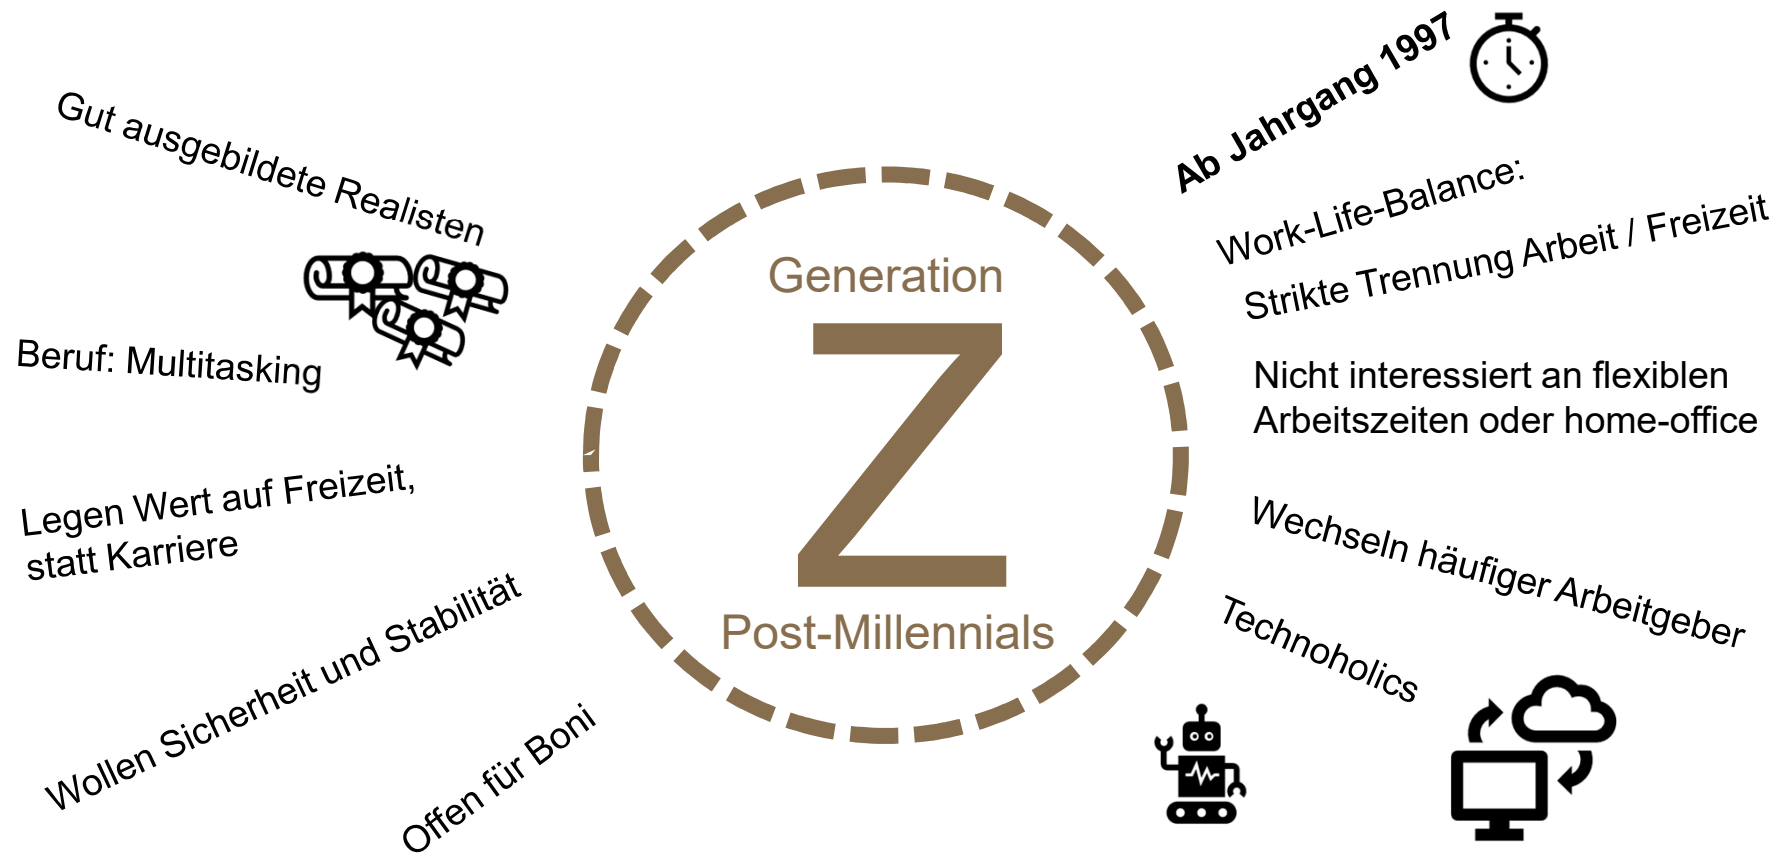 Gut ausgebildete Realisten
Beruf: Multitasking
Legen Wert auf Freizeit,
statt Karriere
Wollen Sicherheit und Stabilität
Offen für Boni
Generation
Z
Post-Millennials
Ab Jahrgang 1997
Work-Life-Balance:
Strikte Trennung Arbeit / Freizeit
Nicht interessiert an flexiblen
Arbeitszeiten oder home-office
Wechseln häufiger Arbeitgeber
Technoholics